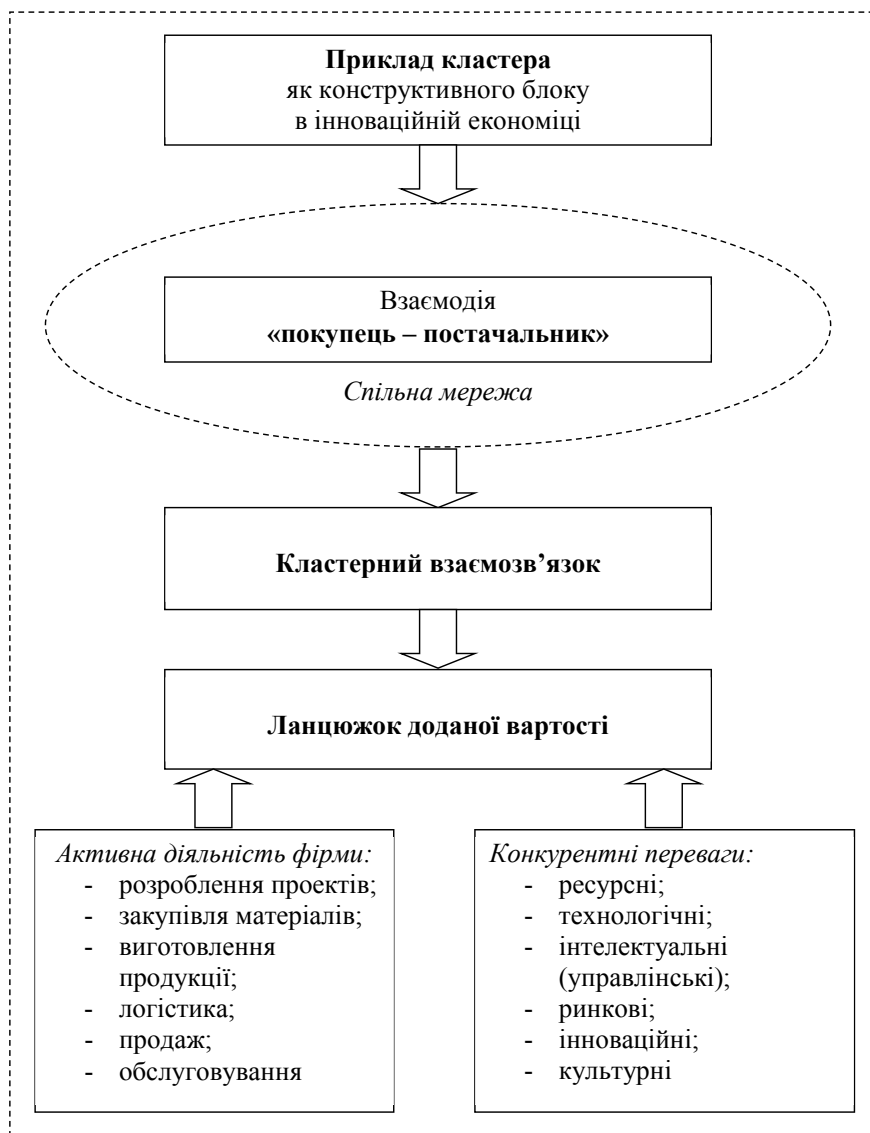 Приклад кластера
як конструктивного блоку
в інноваційній економіці
Взаємодія
«покупець – постачальник»
Спільна мережа
Кластерний взаємозв’язок
Ланцюжок доданої вартості
Активна діяльність фірми:
- розроблення проектів;
- закупівля матеріалів;
- виготовлення
продукції;
- логістика;
- продаж;
- обслуговування
Конкурентні переваги:
- ресурсні;
- технологічні;
- інтелектуальні
(управлінські);
- ринкові;
- інноваційні;
- культурні